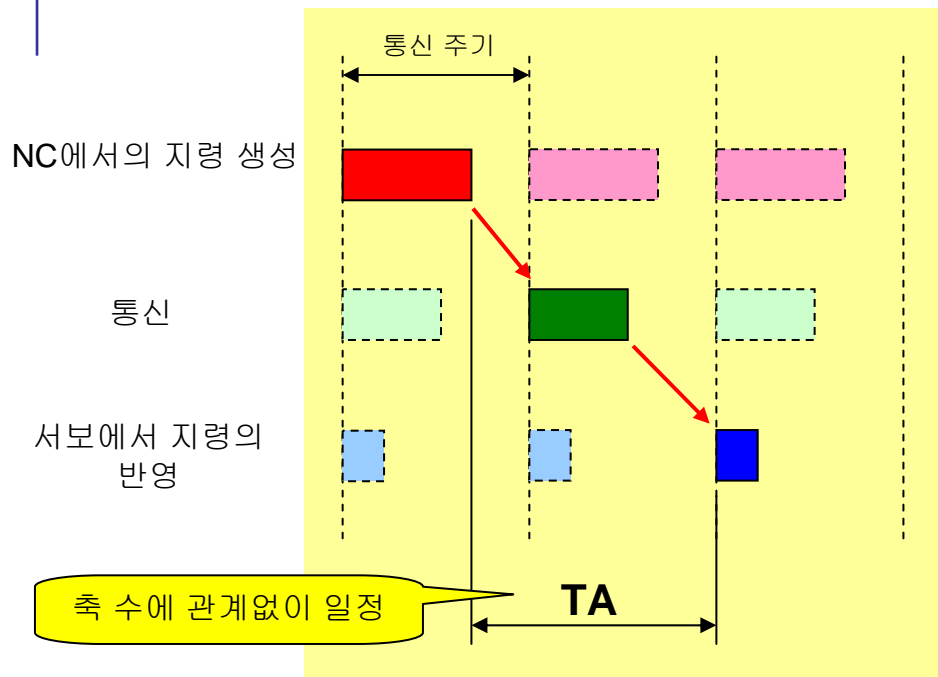 통신 주기
NC에서의 지령 생성
통신
서보에서 지령의
반영
축 수에 관계없이 일정
TA